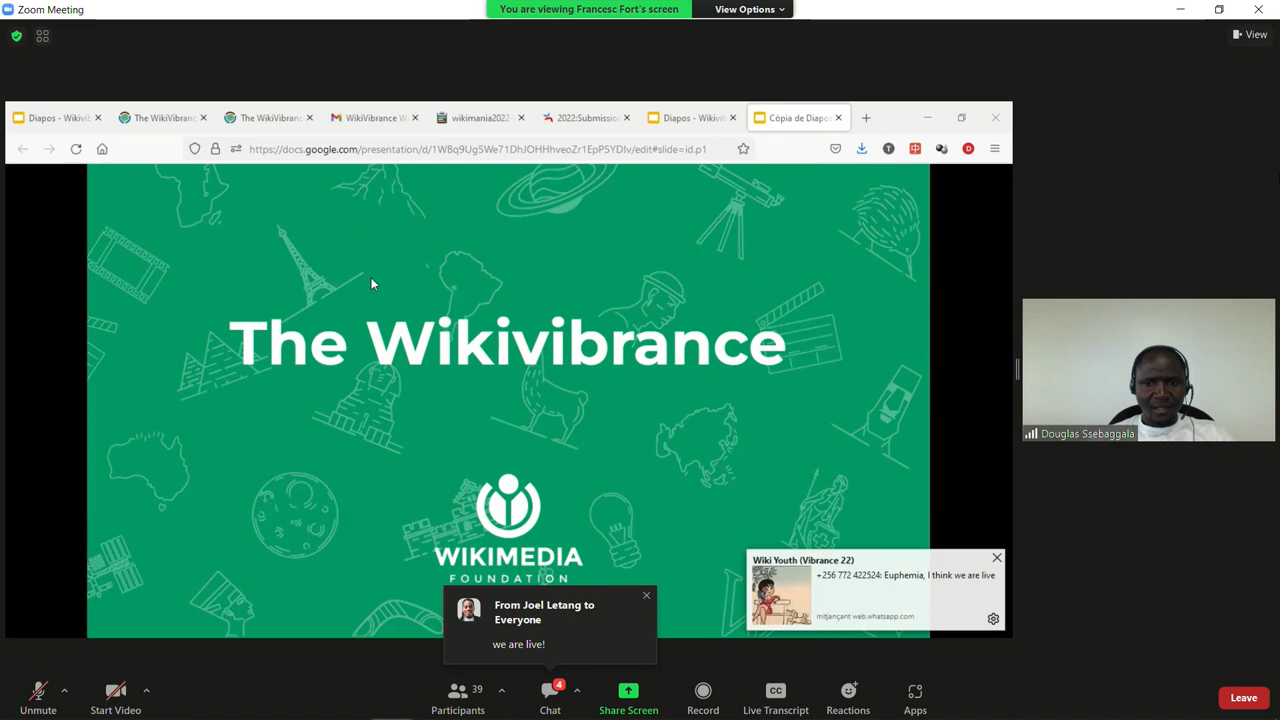 Zoom Meeting
You are viewing Francesc Fort's screen
View Options
View
Diapos - Wikivib
The WikiVibran
The WikiVibran
WikiVibrance W
wikimania2022-
2022:Submission
Diapos - Wikivib
Còpia de Diapos
https://docs.google.com/presentation/d/1WBq9Ug5We71DhJOHHhveoZr1EpP5YDIv/edit#slide=id.p1
The Wikivibrance
WIKIMEDIA
FOUNDATION
Wiki Youth (Vibrance 22)
+256 772 422524: Euphemia, I think we are live
mitjançant web.whatsapp.com
From Joel Letang to
Everyone
we are live!
Douglas Ssebaggala
Unmute
Start Video
39
Participants
4
Chat
Share Screen
Record
CC
Live Transcript
Reactions
Apps
Leave